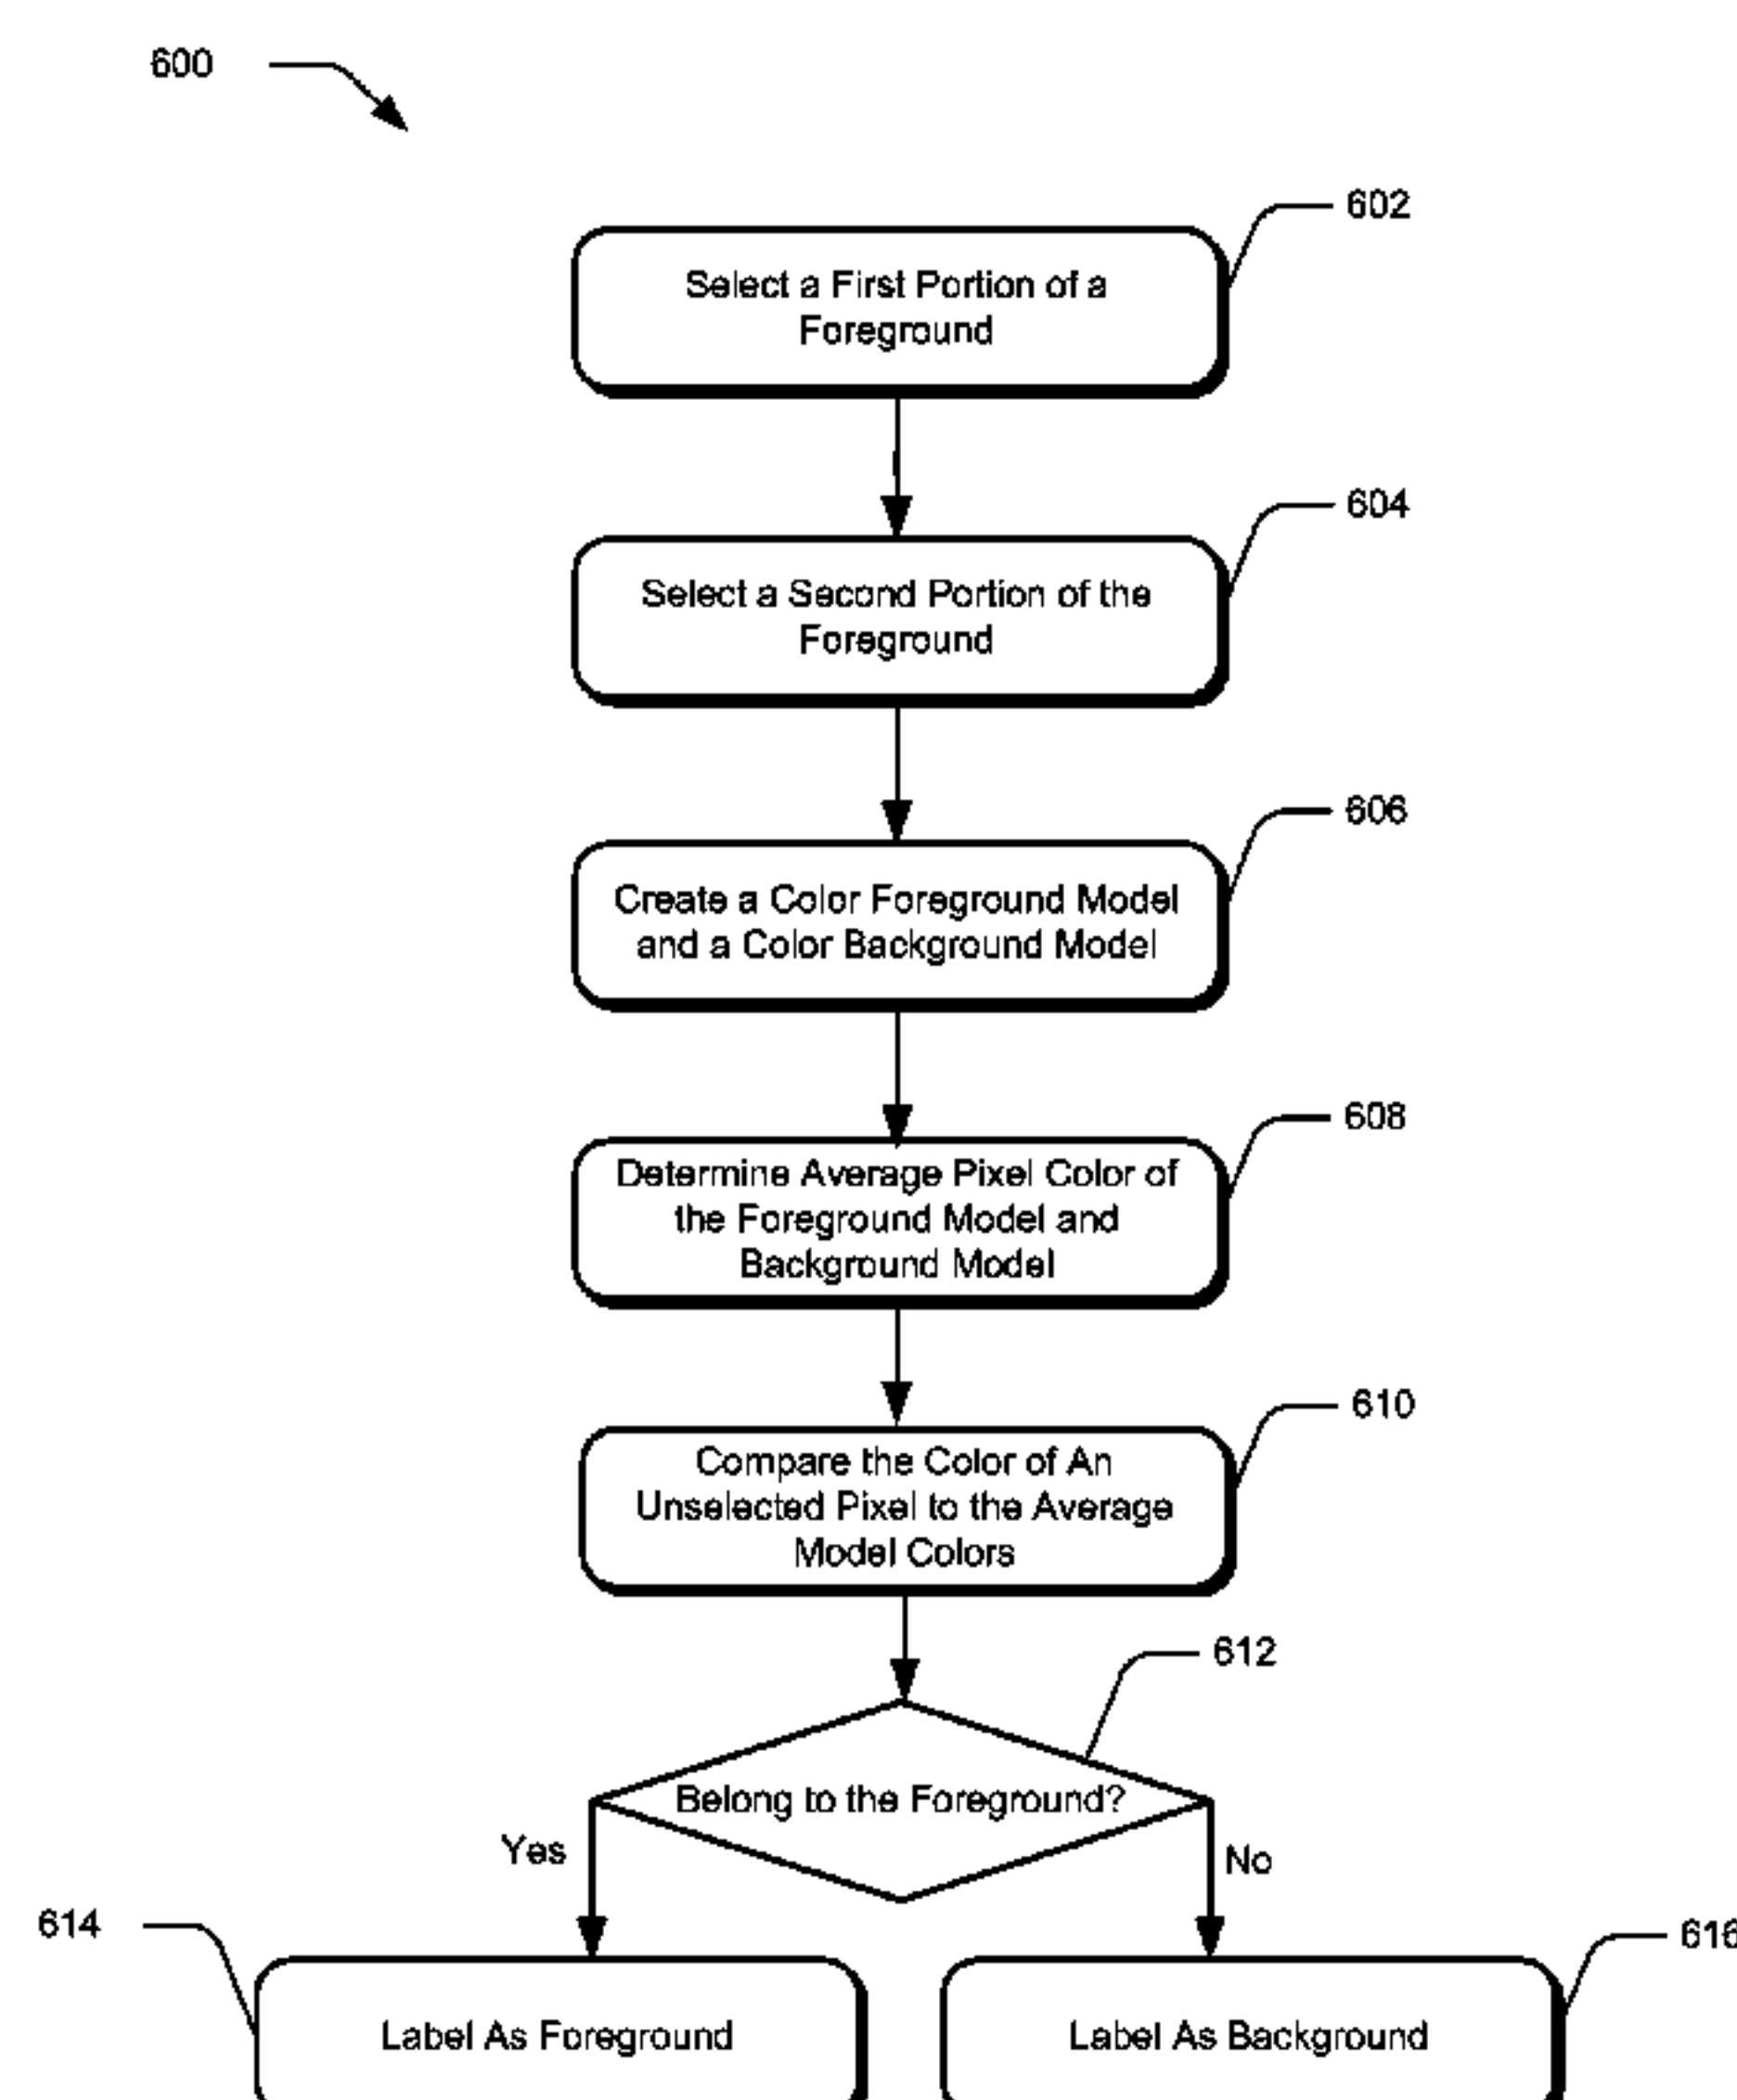 600
602
Select a First Portion of a
Foreground
604
Select a Second Portion of the
Foreground
606
Create a Color Foreground Model
and a Color Background Model
608
Determine Average Pixel Color of
the Foreground Model and
Background Model
610
Compare the Color of An
Unselected Pixel to the Average
Model Colors
612
Belong to the Foreground?
Yes
No
614
616
Label As Foreground
Label As Background